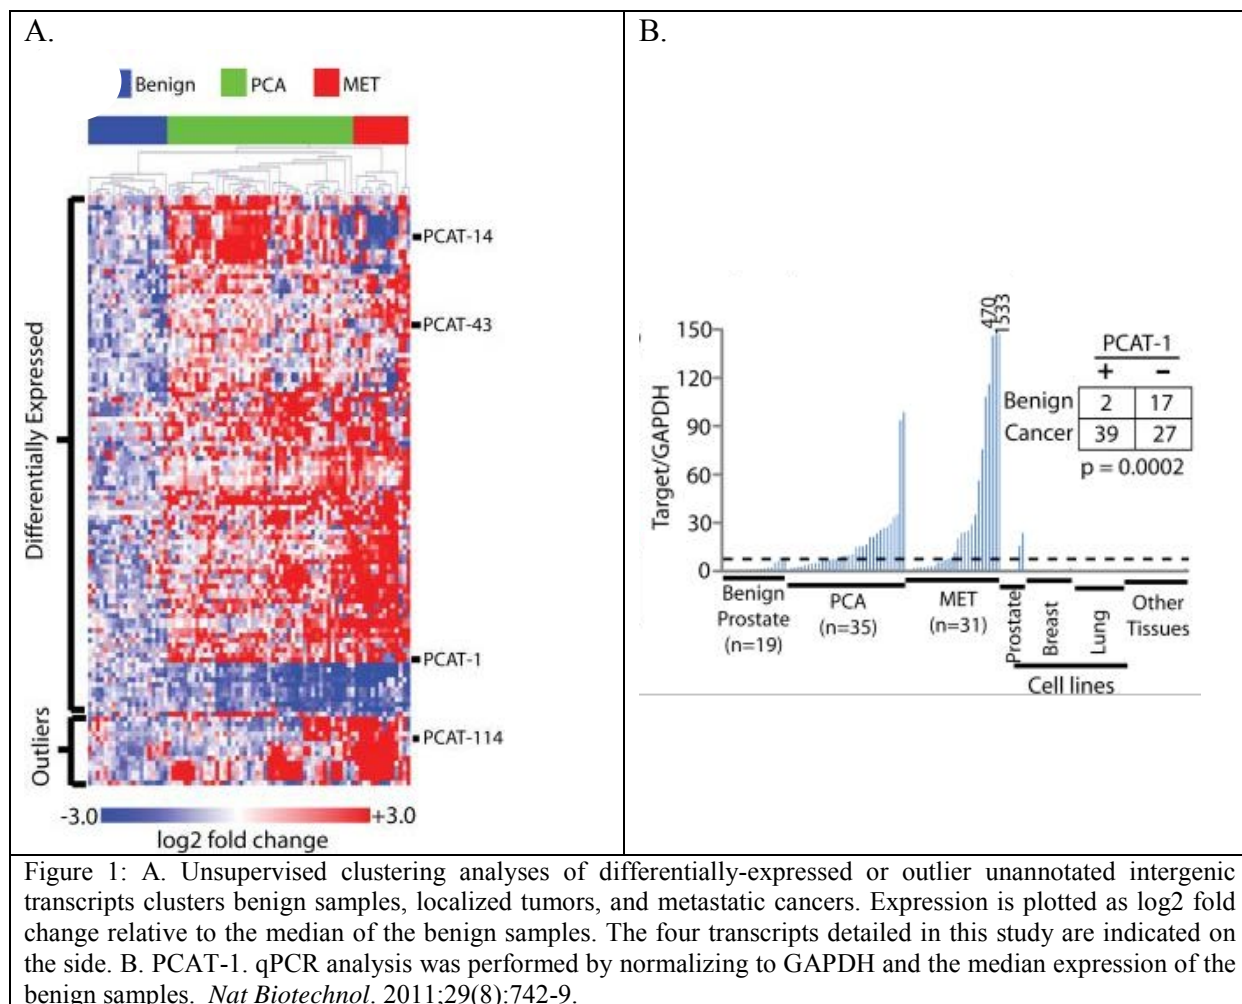 A.
Benign PCA MET
PCAT-14
PCAT-43
Differentially Expressed
PCAT-1
Outliers
PCAT-114
-3.0 +3.0
log2 fold change
B.
470
1533
150
120
90
60
30
0
Target/GAPDH
PCAT-1
+ −
Benign 2 17
Cancer 39 27
p = 0.0002
Benign
Prostate
(n=19)
PCA
(n=35)
MET
(n=31)
Prostate
Breast
Lung
Other
Tissues
Cell lines
Figure 1: A. Unsupervised clustering analyses of differentially-expressed or outlier unannotated intergenic
transcripts clusters benign samples, localized tumors, and metastatic cancers. Expression is plotted as log2 fold
change relative to the median of the benign samples. The four transcripts detailed in this study are indicated on
the side. B. PCAT-1. qPCR analysis was performed by normalizing to GAPDH and the median expression of the
benign samples. Nat Biotechnol. 2011;29(8):742-9.